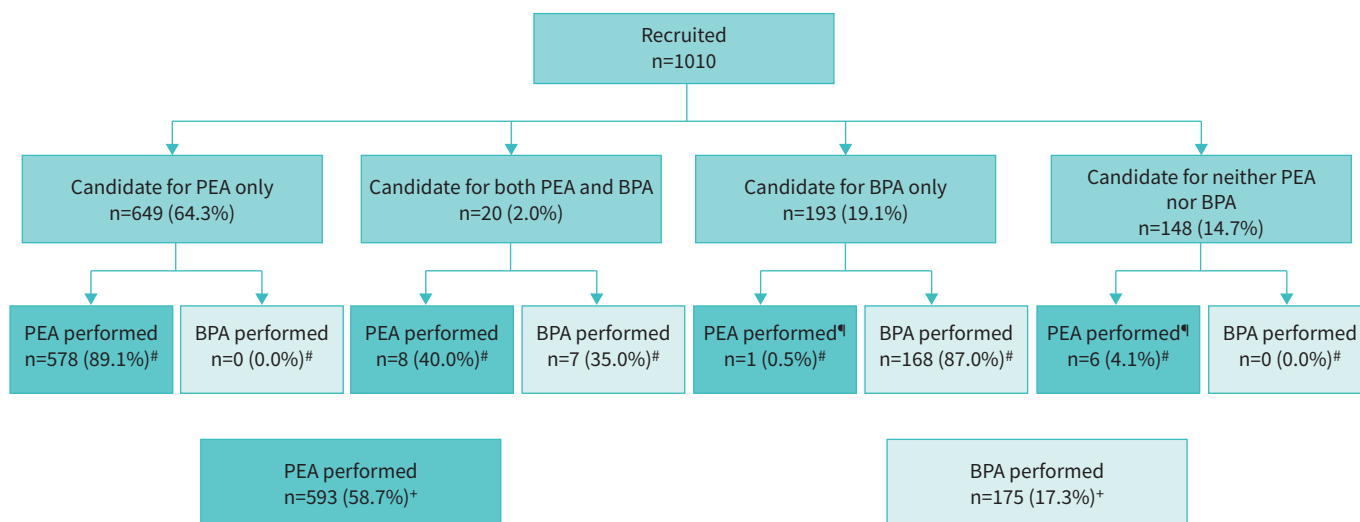 Recruited
n=1010
Candidate for PEA only
n=649 (64.3%)
Candidate for both PEA and BPA
n=20 (2.0%)
Candidate for BPA only
n=193 (19.1%)
Candidate for neither PEA
nor BPA
n=148 (14.7%)
PEA performed
n=578 (89.1%)#
BPA performed
n=0 (0.0%)#
PEA performed
n=8 (40.0%)#
BPA performed
n=7 (35.0%)#
PEA performed¶
n=1 (0.5%)#
BPA performed
n=168 (87.0%)#
PEA performed¶
n=6 (4.1%)#
BPA performed
n=0 (0.0%)#
PEA performed
n=593 (58.7%)+
BPA performed
n=175 (17.3%)+